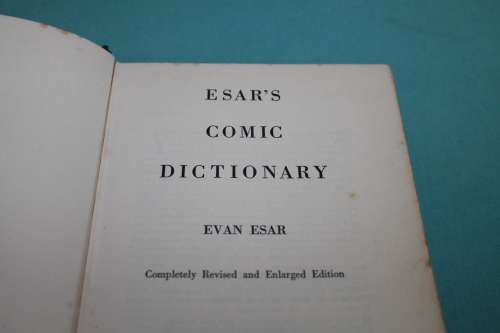 ESAR'S
COMIC
DICTIONARY
EVAN ESAR
Completely Revised and Enlarged Edition